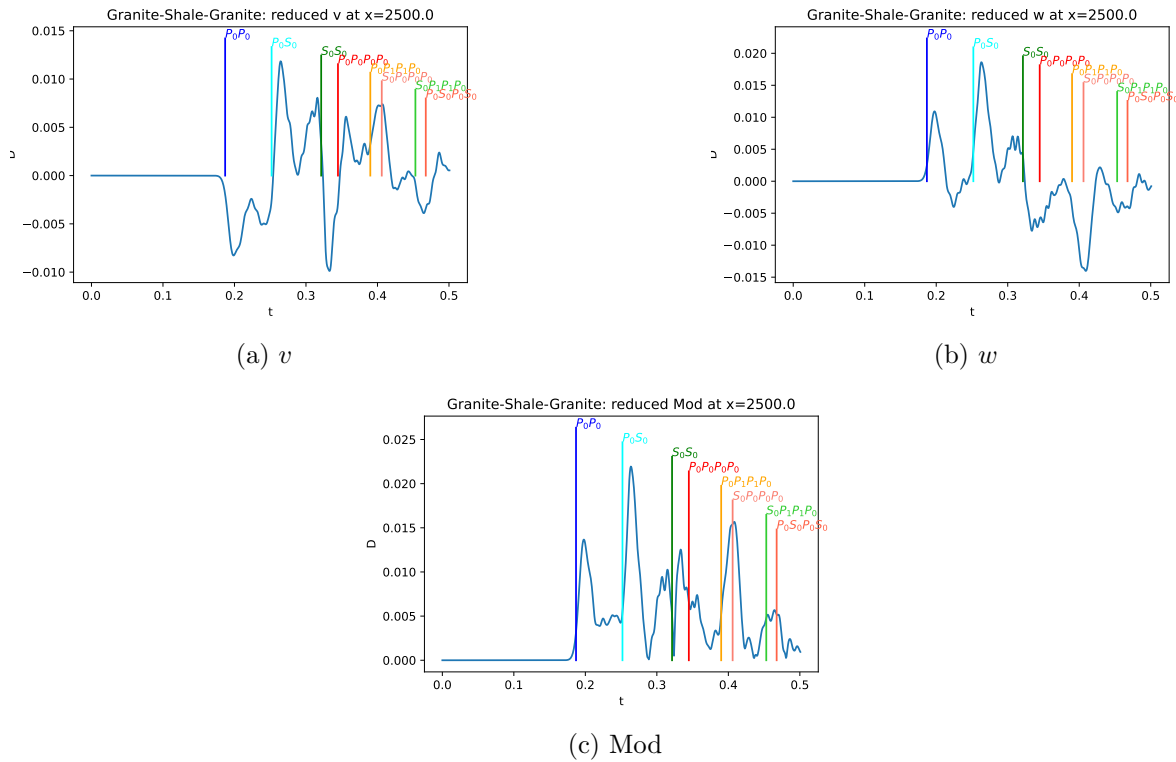 Granite-Shale-Granite: reduced v at x=2500.0
0.015
0.010
0.005
0.000
−0.005
−0.010
D
P₀P₀
P₀S₀
S₀S₀
P₀P₀P₀P₀
P₀P₁P₁P₀
S₀P₀P₀P₀
S₀P₁P₁P₀
P₀S₀P₀S₀
0.0 0.1 0.2 0.3 0.4 0.5
t
(a) v
Granite-Shale-Granite: reduced w at x=2500.0
0.020
0.015
0.010
0.005
0.000
−0.005
−0.010
−0.015
D
P₀P₀
P₀S₀
S₀S₀
P₀P₀P₀P₀
P₀P₁P₁P₀
S₀P₀P₀P₀
S₀P₁P₁P₀
P₀S₀P₀S₀
0.0 0.1 0.2 0.3 0.4 0.5
t
(b) w
Granite-Shale-Granite: reduced Mod at x=2500.0
0.025
0.020
0.015
0.010
0.005
0.000
D
P₀P₀
P₀S₀
S₀S₀
P₀P₀P₀P₀
P₀P₁P₁P₀
S₀P₀P₀P₀
S₀P₁P₁P₀
P₀S₀P₀S₀
0.0 0.1 0.2 0.3 0.4 0.5
t
(c) Mod